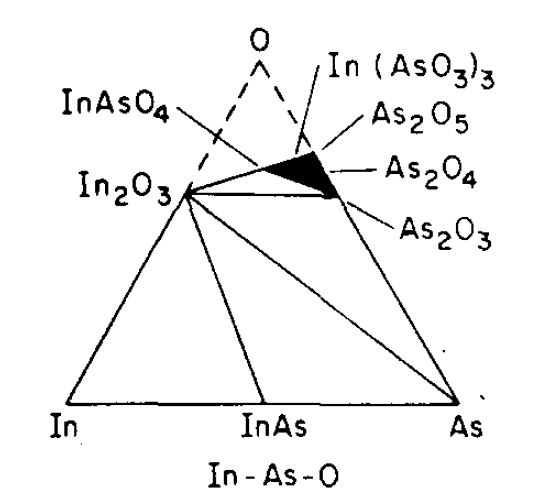 O
In (AsO₃)₃
InAsO₄
As₂O₅
As₂O₄
In₂O₃
As₂O₃
In
InAs
As
In-As-O